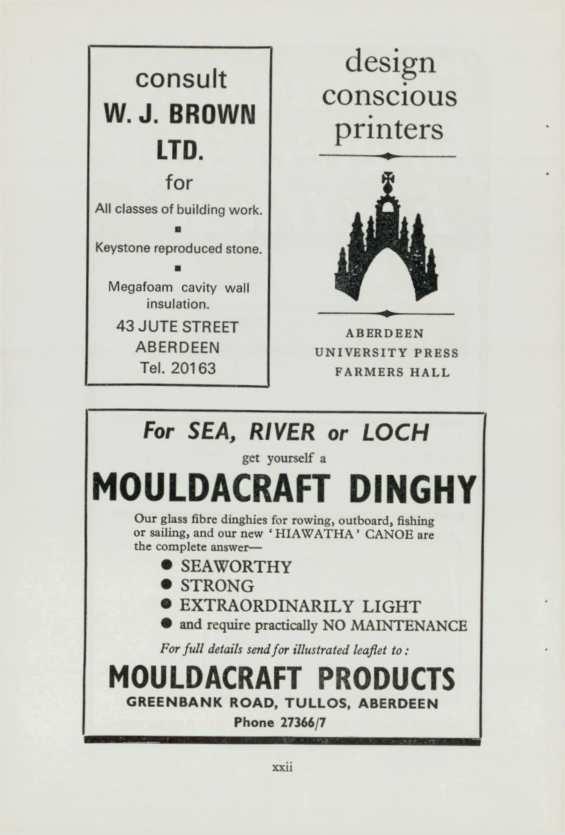 consult
W. J. BROWN
LTD.
for
All classes of building work.
Keystone reproduced stone.
Megafoam cavity wall
insulation.
43 JUTE STREET
ABERDEEN
Tel. 20163
design
conscious
printers
ABERDEEN
UNIVERSITY PRESS
FARMERS HALL
For SEA, RIVER or LOCH
get yourself a
MOULDACRAFT DINGHY
Our glass fibre dinghies for rowing, outboard, fishing
or sailing, and our new ‘HIAWATHA’ CANOE are
the complete answer—
● SEAWORTHY
● STRONG
● EXTRAORDINARILY LIGHT
● and require practically NO MAINTENANCE
For full details send for illustrated leaflet to :
MOULDACRAFT PRODUCTS
GREENBANK ROAD, TULLOS, ABERDEEN
Phone 27366/7
xxii